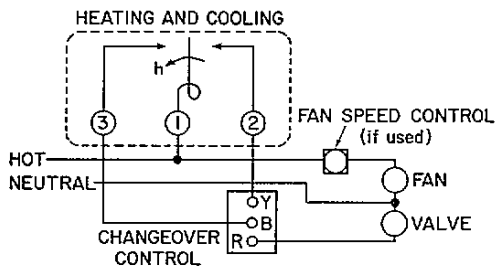 HEATING AND COOLING
h
3
1
2
FAN SPEED CONTROL
(if used)
HOT
NEUTRAL
FAN
Y
B
R
VALVE
CHANGEOVER
CONTROL